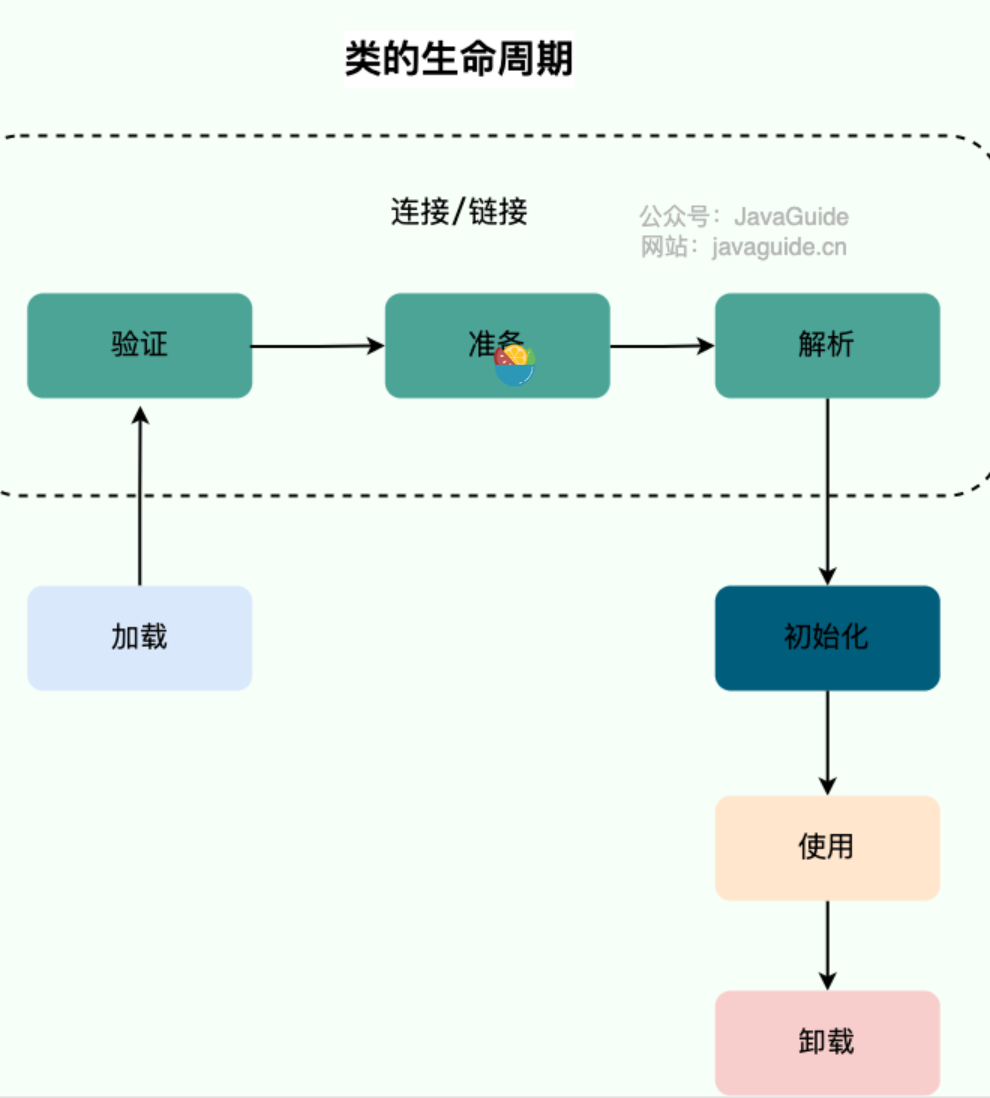 类的生命周期
连接/链接
公众号：JavaGuide
网站：javaguide.cn
验证
准备
解析
加载
初始化
使用
卸载